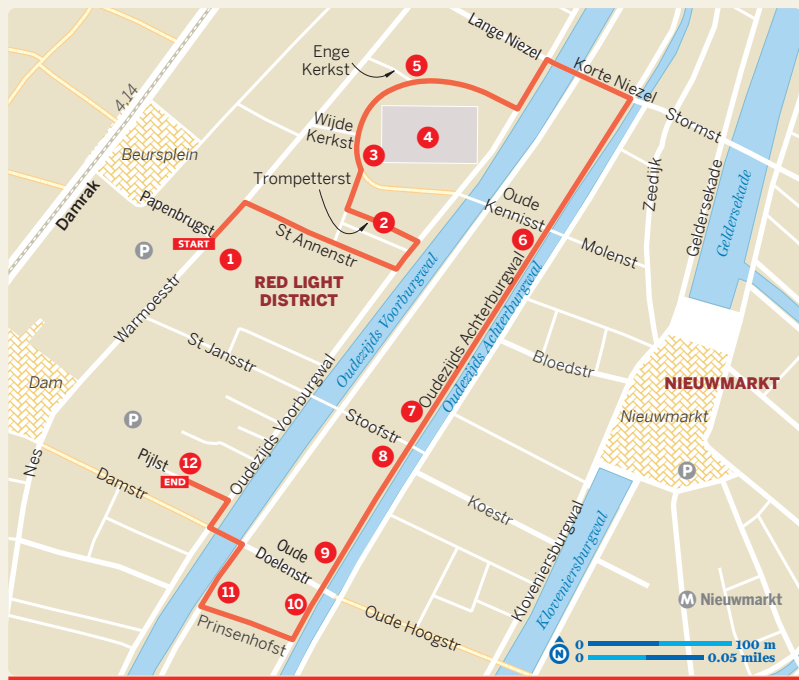 Lange Niezel
Enge
Kerkst
5
Korte Niezel
4,14
Stormst
Wijde
Kerkst
4
Beursplein
3
Zeedijk
Geldersekade
Geldersekade
Trompetterst
Damrak
Papenbrugst
2
Oude
Kennisst
START
P
1
St Annenstr
6
Molenst
RED LIGHT
DISTRICT
Warmoesstr
Oudezijds Voorburgwal
Oudezijds Achterburgwal
Oudezijds Achterburgwal
St Jansstr
Bloedstr
Dam
NIEUWMARKT
Nieuwmarkt
P
7
Oudezijds Voorburgwal
Stoofstr
8
Nes
Pijlst
12
END
P
Damstr
Koestr
Kloveniersburgwal
Kloveniersburgwal
Oude
Doelenstr
9
11
10
Oude Hoogstr
Prinsenhofst
M Nieuwmarkt
N
0 100 m
0 0.05 miles